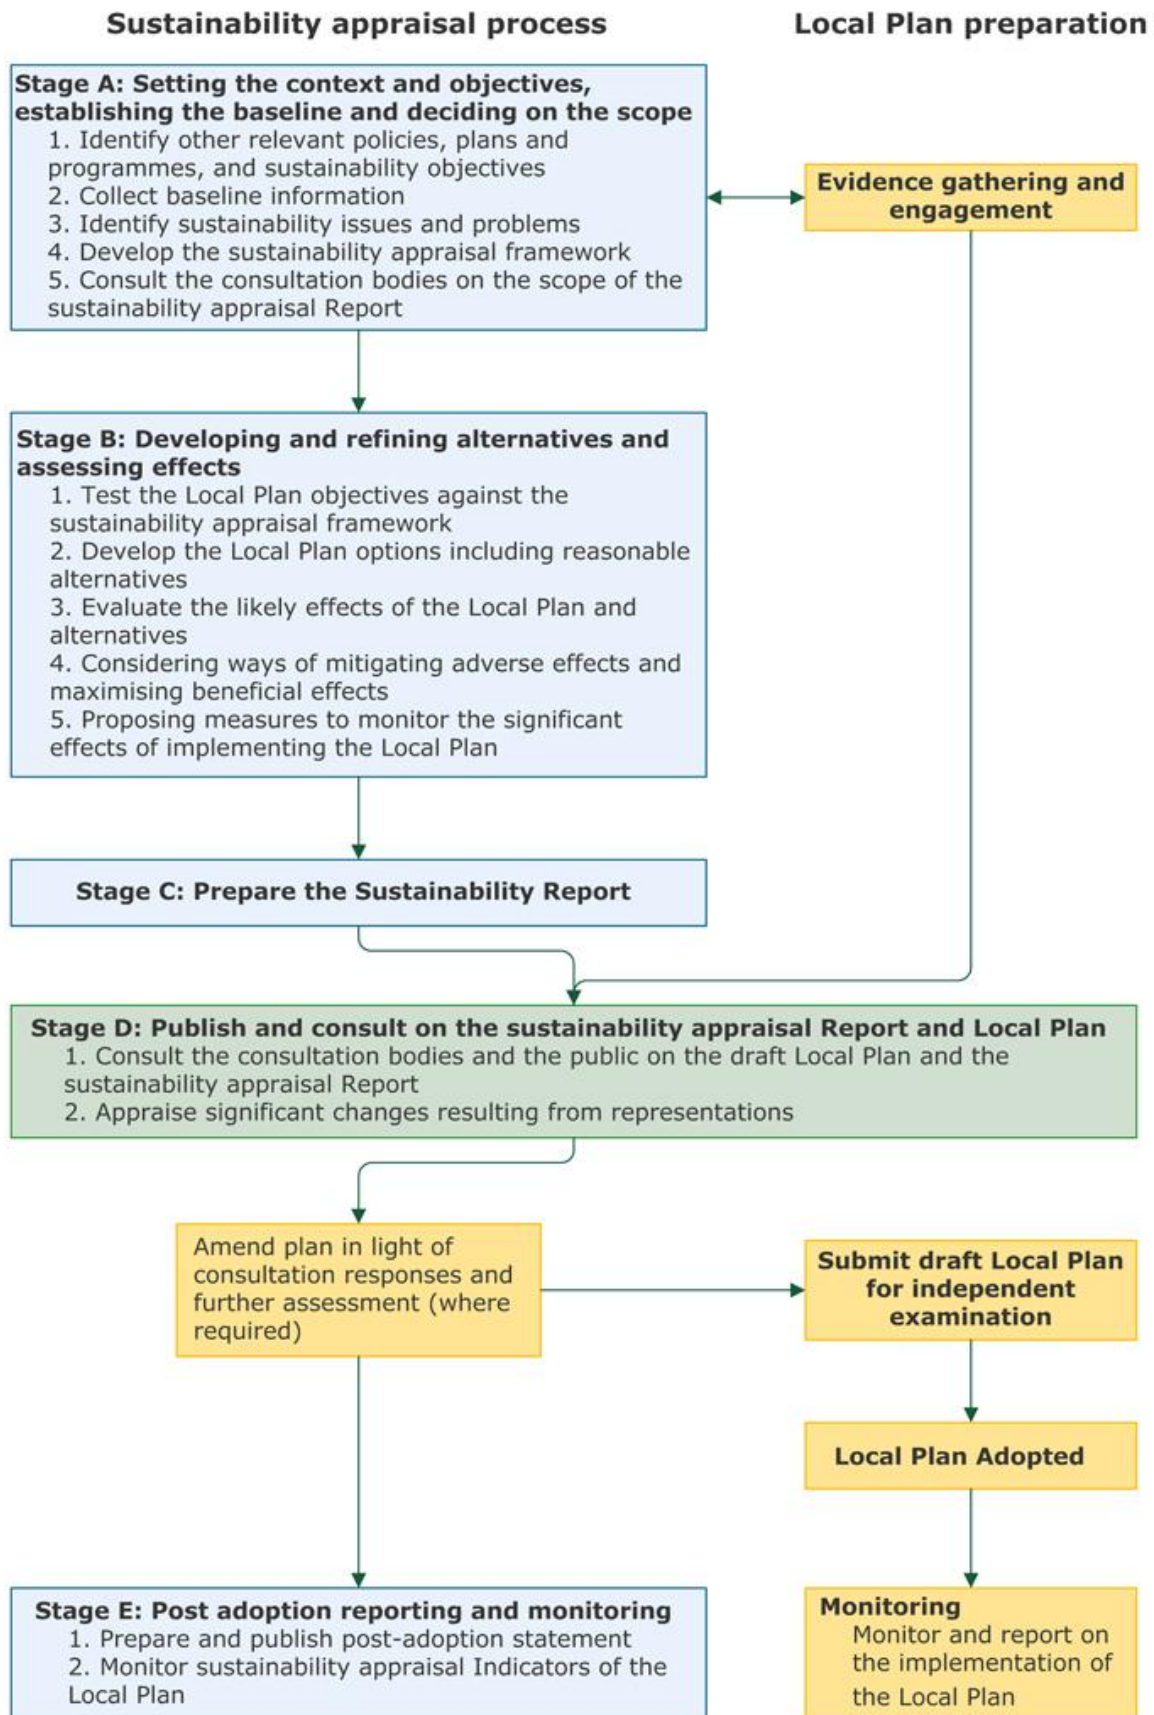 Sustainability appraisal process
Local Plan preparation
Stage A: Setting the context and objectives,
establishing the baseline and deciding on the scope
1. Identify other relevant policies, plans and
programmes, and sustainability objectives
2. Collect baseline information
3. Identify sustainability issues and problems
4. Develop the sustainability appraisal framework
5. Consult the consultation bodies on the scope of the
sustainability appraisal Report
Evidence gathering and
engagement
Stage B: Developing and refining alternatives and
assessing effects
1. Test the Local Plan objectives against the
sustainability appraisal framework
2. Develop the Local Plan options including reasonable
alternatives
3. Evaluate the likely effects of the Local Plan and
alternatives
4. Considering ways of mitigating adverse effects and
maximising beneficial effects
5. Proposing measures to monitor the significant
effects of implementing the Local Plan
Stage C: Prepare the Sustainability Report
Stage D: Publish and consult on the sustainability appraisal Report and Local Plan
1. Consult the consultation bodies and the public on the draft Local Plan and the
sustainability appraisal Report
2. Appraise significant changes resulting from representations
Amend plan in light of
consultation responses and
further assessment (where
required)
Submit draft Local Plan
for independent
examination
Local Plan Adopted
Stage E: Post adoption reporting and monitoring
1. Prepare and publish post-adoption statement
2. Monitor sustainability appraisal Indicators of the
Local Plan
Monitoring
Monitor and report on
the implementation of
the Local Plan